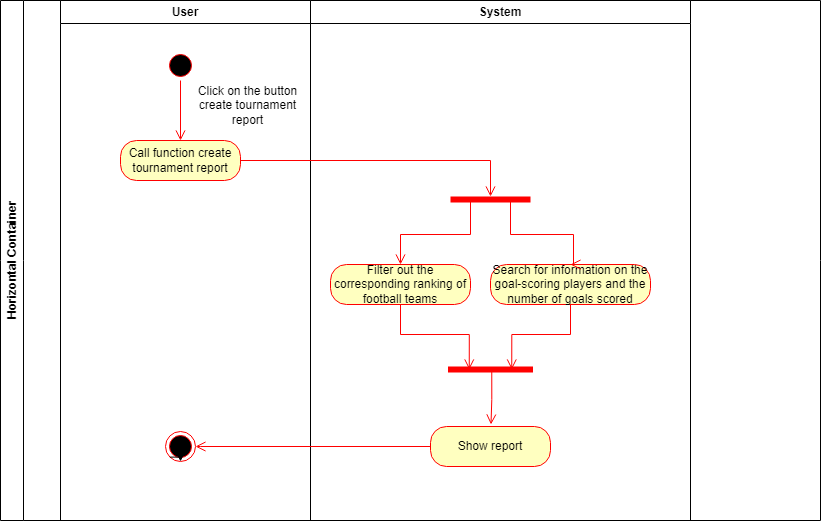 User
System
Horizontal Container
Click on the button
create tournament
report
Call function create
tournament report
Filter out the
corresponding ranking of
football teams
Search for information on the
goal-scoring players and the
number of goals scored
Show report